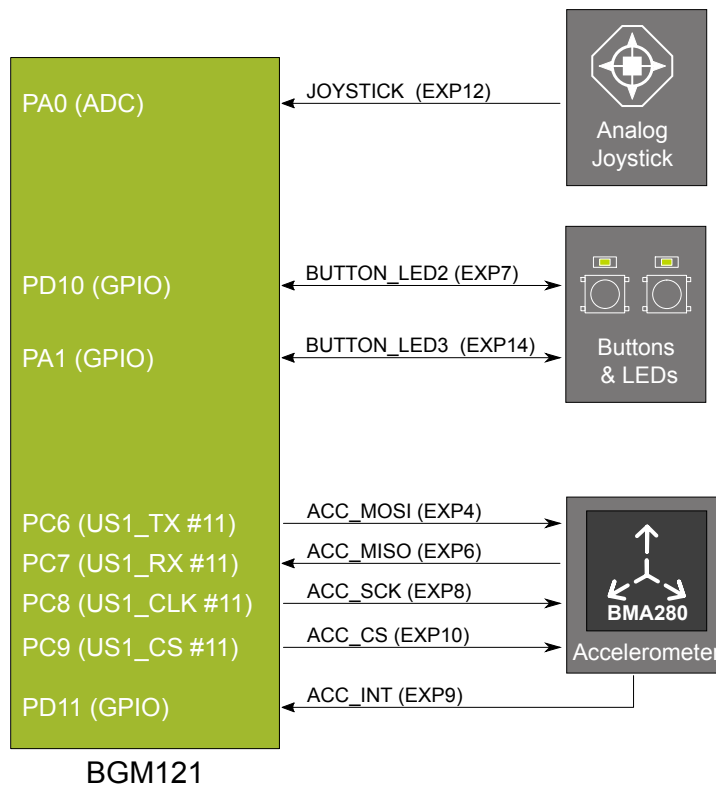 PA0 (ADC)
JOYSTICK (EXP12)
Analog
Joystick
PD10 (GPIO)
BUTTON_LED2 (EXP7)
PA1 (GPIO)
BUTTON_LED3 (EXP14)
Buttons
& LEDs
PC6 (US1_TX #11)
ACC_MOSI (EXP4)
PC7 (US1_RX #11)
ACC_MISO (EXP6)
PC8 (US1_CLK #11)
ACC_SCK (EXP8)
PC9 (US1_CS #11)
ACC_CS (EXP10)
BMA280
Accelerometer
PD11 (GPIO)
ACC_INT (EXP9)
BGM121